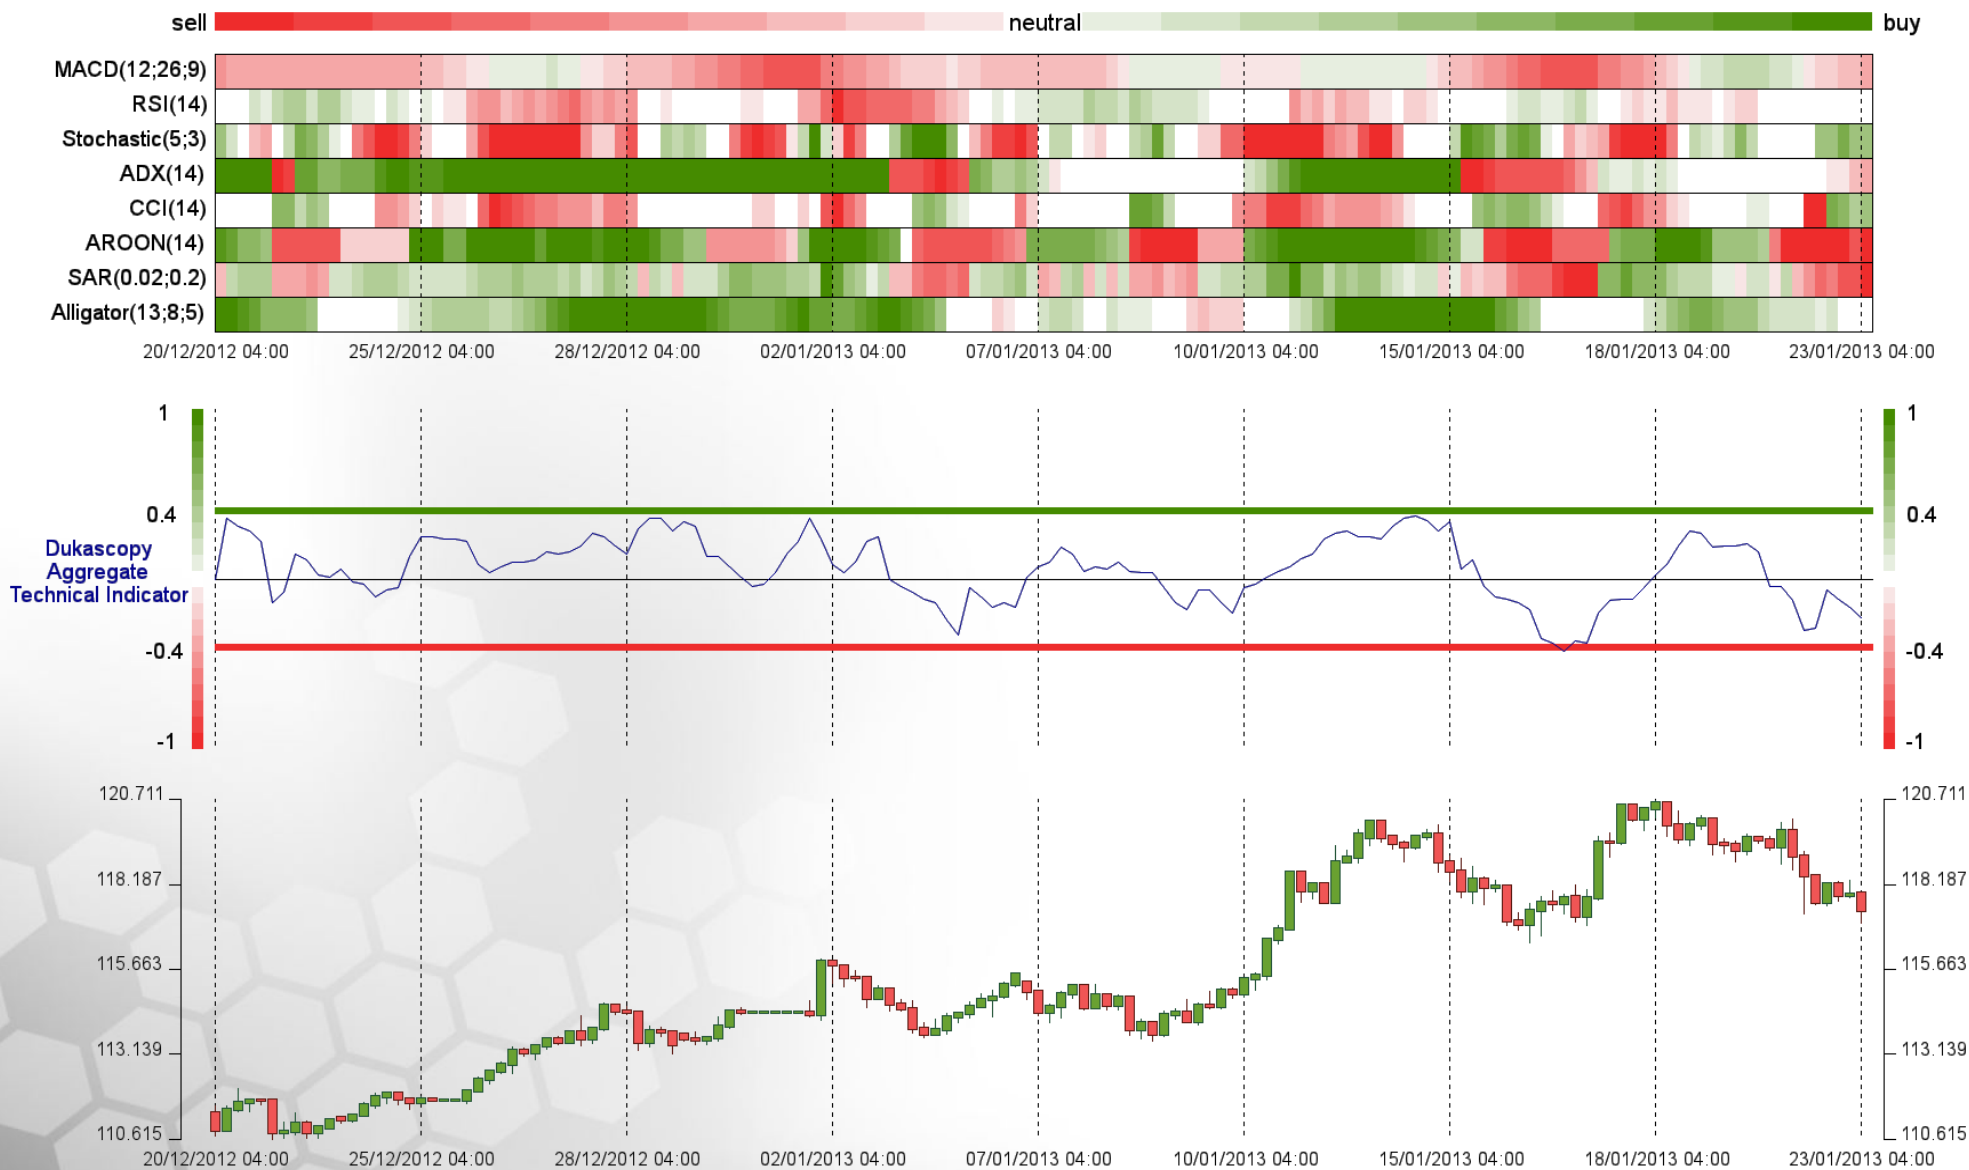 sell neutral buy
MACD(12;26;9)
RSI(14)
Stochastic(5;3)
ADX(14)
CCI(14)
AROON(14)
SAR(0.02;0.2)
Alligator(13;8;5)
20/12/2012 04:00 25/12/2012 04:00 28/12/2012 04:00 02/01/2013 04:00 07/01/2013 04:00 10/01/2013 04:00 15/01/2013 04:00 18/01/2013 04:00 23/01/2013 04:00
1 1
0.4 0.4
Dukascopy
Aggregate
Technical Indicator
-0.4 -0.4
-1 -1
120.711 120.711
118.187 118.187
115.663 115.663
113.139 113.139
110.615 110.615
20/12/2012 04:00 25/12/2012 04:00 28/12/2012 04:00 02/01/2013 04:00 07/01/2013 04:00 10/01/2013 04:00 15/01/2013 04:00 18/01/2013 04:00 23/01/2013 04:00